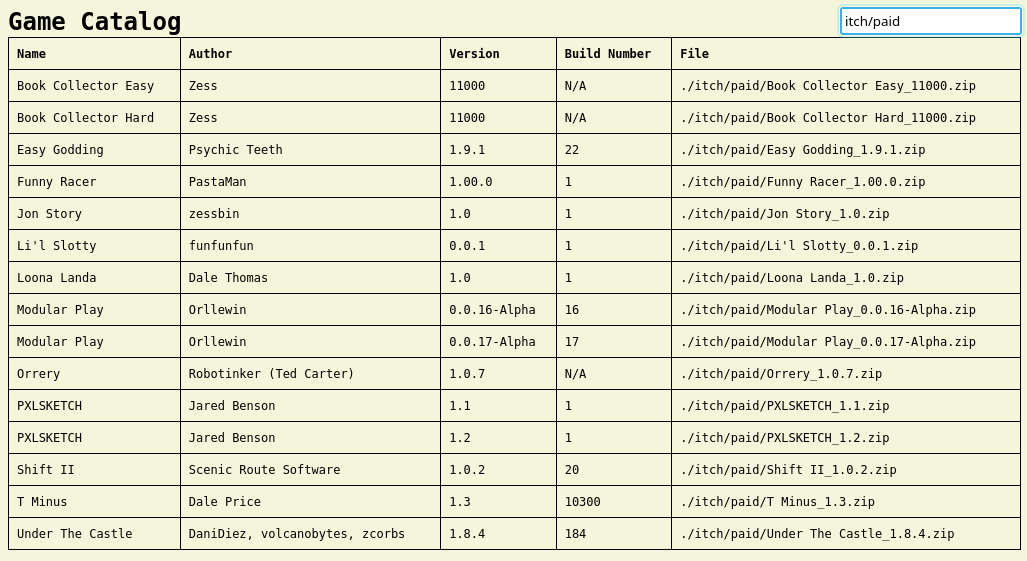 Game Catalog
itch/paid
Name Author Version Build Number File
Book Collector Easy Zess 11000 N/A ./itch/paid/Book Collector Easy_11000.zip
Book Collector Hard Zess 11000 N/A ./itch/paid/Book Collector Hard_11000.zip
Easy Godding Psychic Teeth 1.9.1 22 ./itch/paid/Easy Godding_1.9.1.zip
Funny Racer PastaMan 1.00.0 1 ./itch/paid/Funny Racer_1.00.0.zip
Jon Story zessbin 1.0 1 ./itch/paid/Jon Story_1.0.zip
Li'l Slotty funfunfun 0.0.1 1 ./itch/paid/Li'l Slotty_0.0.1.zip
Loona Landa Dale Thomas 1.0 1 ./itch/paid/Loona Landa_1.0.zip
Modular Play Orllewin 0.0.16-Alpha 16 ./itch/paid/Modular Play_0.0.16-Alpha.zip
Modular Play Orllewin 0.0.17-Alpha 17 ./itch/paid/Modular Play_0.0.17-Alpha.zip
Orrery Robotinker (Ted Carter) 1.0.7 N/A ./itch/paid/Orrery_1.0.7.zip
PXLSKETCH Jared Benson 1.1 1 ./itch/paid/PXLSKETCH_1.1.zip
PXLSKETCH Jared Benson 1.2 1 ./itch/paid/PXLSKETCH_1.2.zip
Shift II Scenic Route Software 1.0.2 20 ./itch/paid/Shift II_1.0.2.zip
T Minus Dale Price 1.3 10300 ./itch/paid/T Minus_1.3.zip
Under The Castle DaniDiez, volcanobytes, zcorbs 1.8.4 184 ./itch/paid/Under The Castle_1.8.4.zip